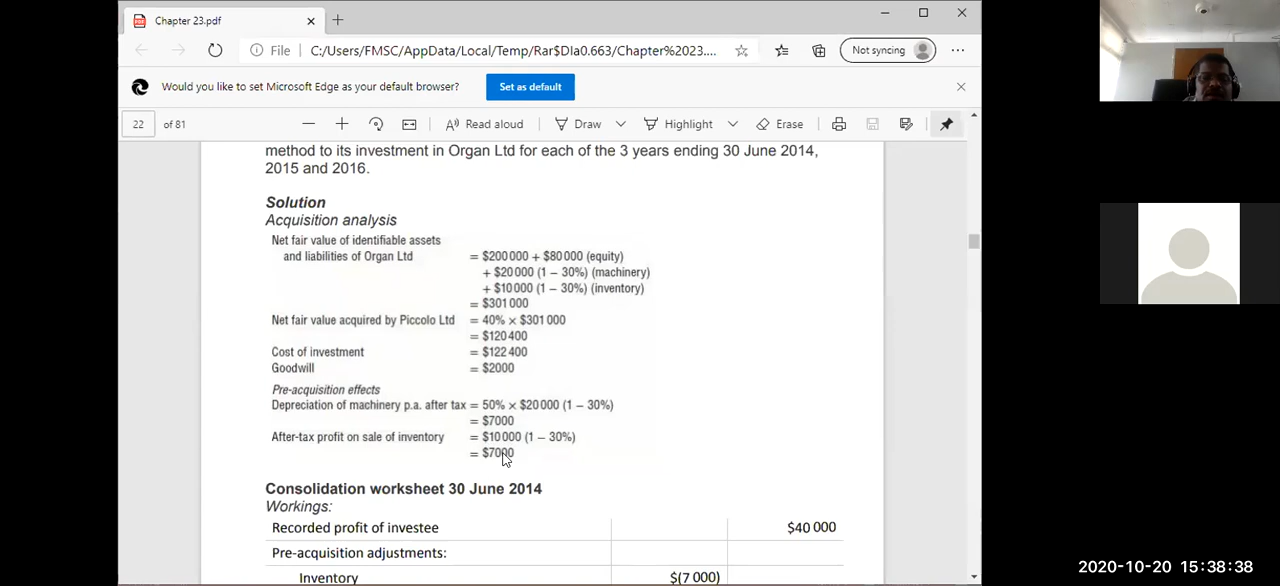 Chapter 23.pdf
File C:/Users/FMSC/AppData/Local/Temp/Rar$DIa0.663/Chapter%2023.... Not syncing
Would you like to set Microsoft Edge as your default browser? Set as default
22 of 81 Read aloud Draw Highlight Erase
method to its investment in Organ Ltd for each of the 3 years ending 30 June 2014,
2015 and 2016.
Solution
Acquisition analysis
Net fair value of identifiable assets
and liabilities of Organ Ltd = $200 000 + $80 000 (equity)
+ $20 000 (1 − 30%) (machinery)
+ $10 000 (1 − 30%) (inventory)
= $301 000
Net fair value acquired by Piccolo Ltd = 40% × $301 000
= $120 400
Cost of investment = $122 400
Goodwill = $2000
Pre-acquisition effects
Depreciation of machinery p.a. after tax = 50% × $20 000 (1 − 30%)
= $7000
After-tax profit on sale of inventory = $10 000 (1 − 30%)
= $7000
Consolidation worksheet 30 June 2014
Workings:
Recorded profit of investee $40 000
Pre-acquisition adjustments:
Inventory $(7 000)
2020-10-20 15:38:38